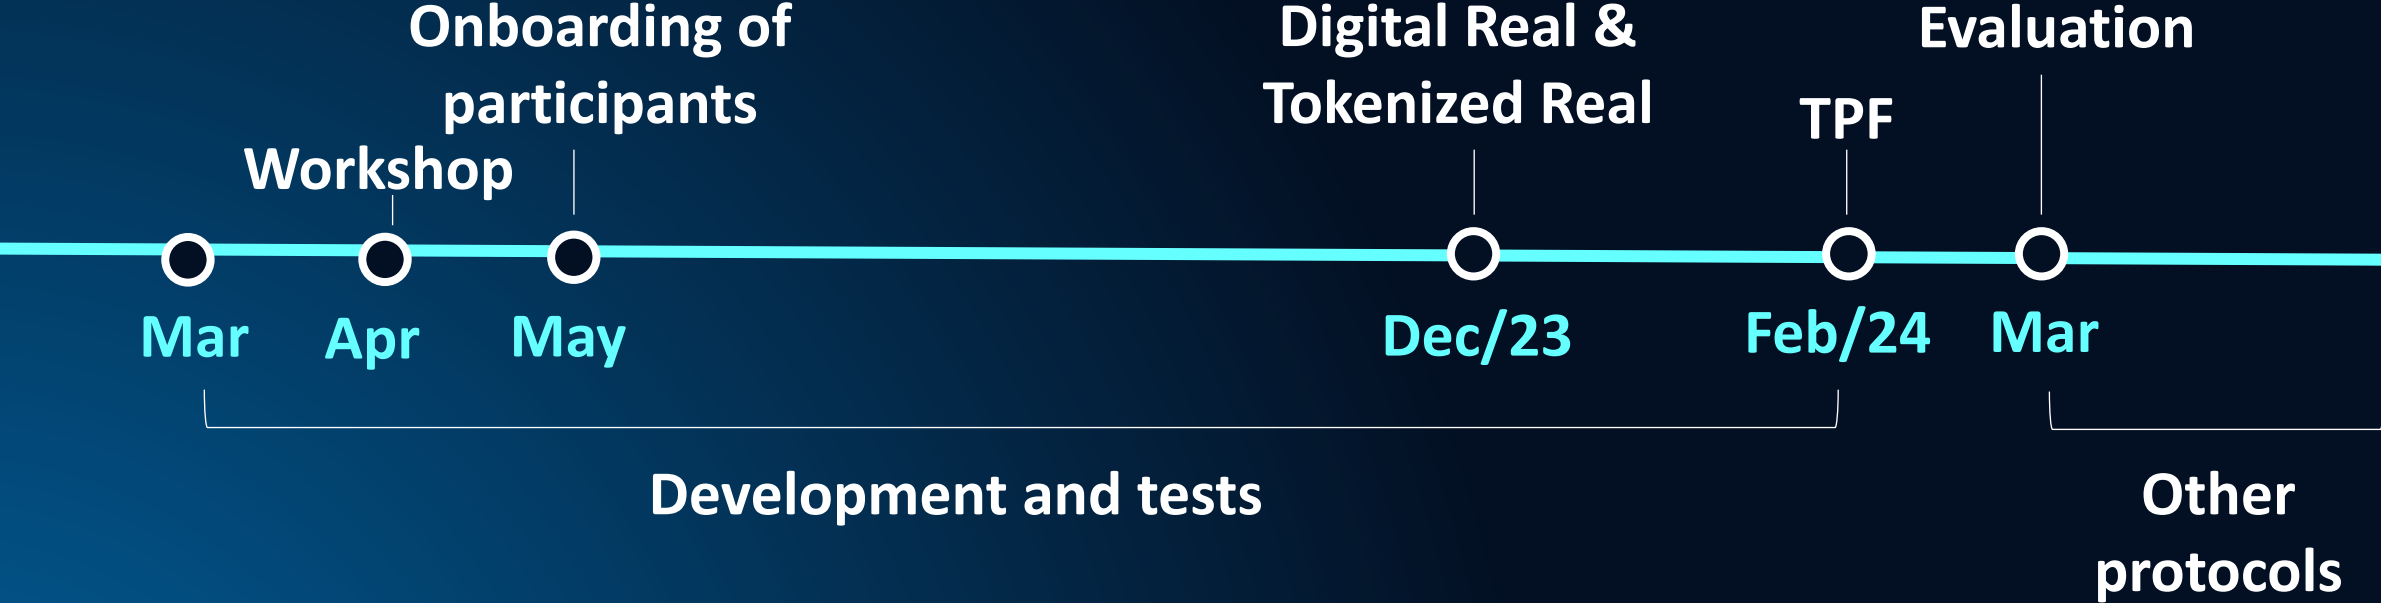 Onboarding of
participants
Digital Real &
Tokenized Real
Evaluation
TPF
Workshop
Mar
Apr
May
Dec/23
Feb/24
Mar
Development and tests
Other
protocols